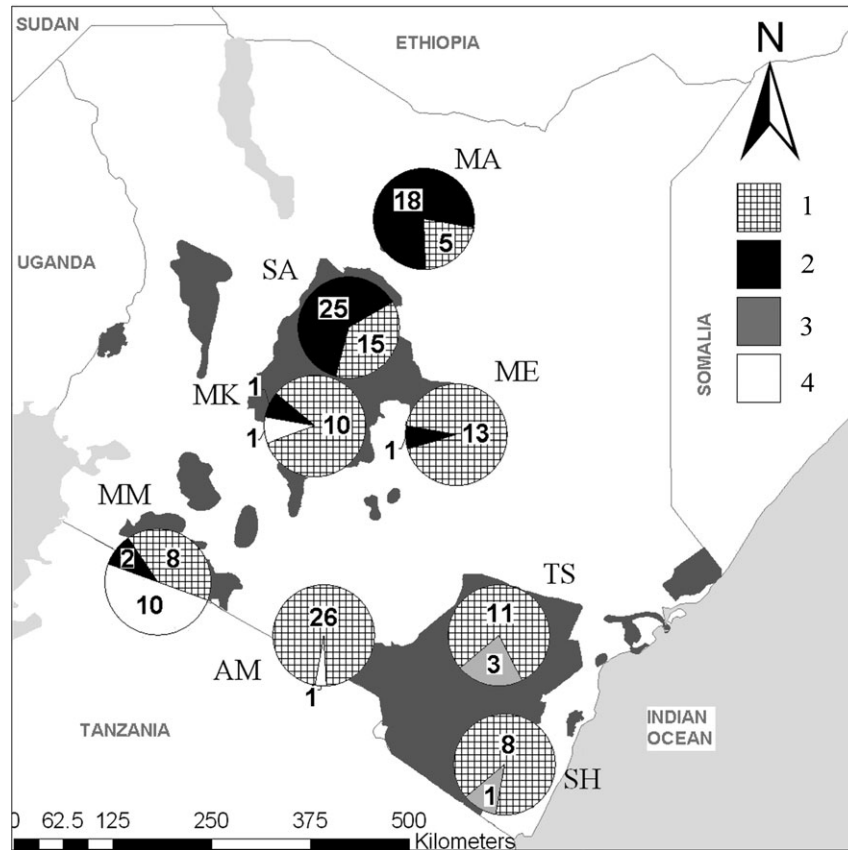 SUDAN
ETHIOPIA
N
MA
18
5
1
UGANDA
SA
2
25
3
15
SOMALIA
4
MK
1
10
1
ME
13
1
MM
2
8
10
TS
11
3
26
AM
1
TANZANIA
INDIAN
OCEAN
8
1
SH
0 62.5 125 250 375 500
Kilometers